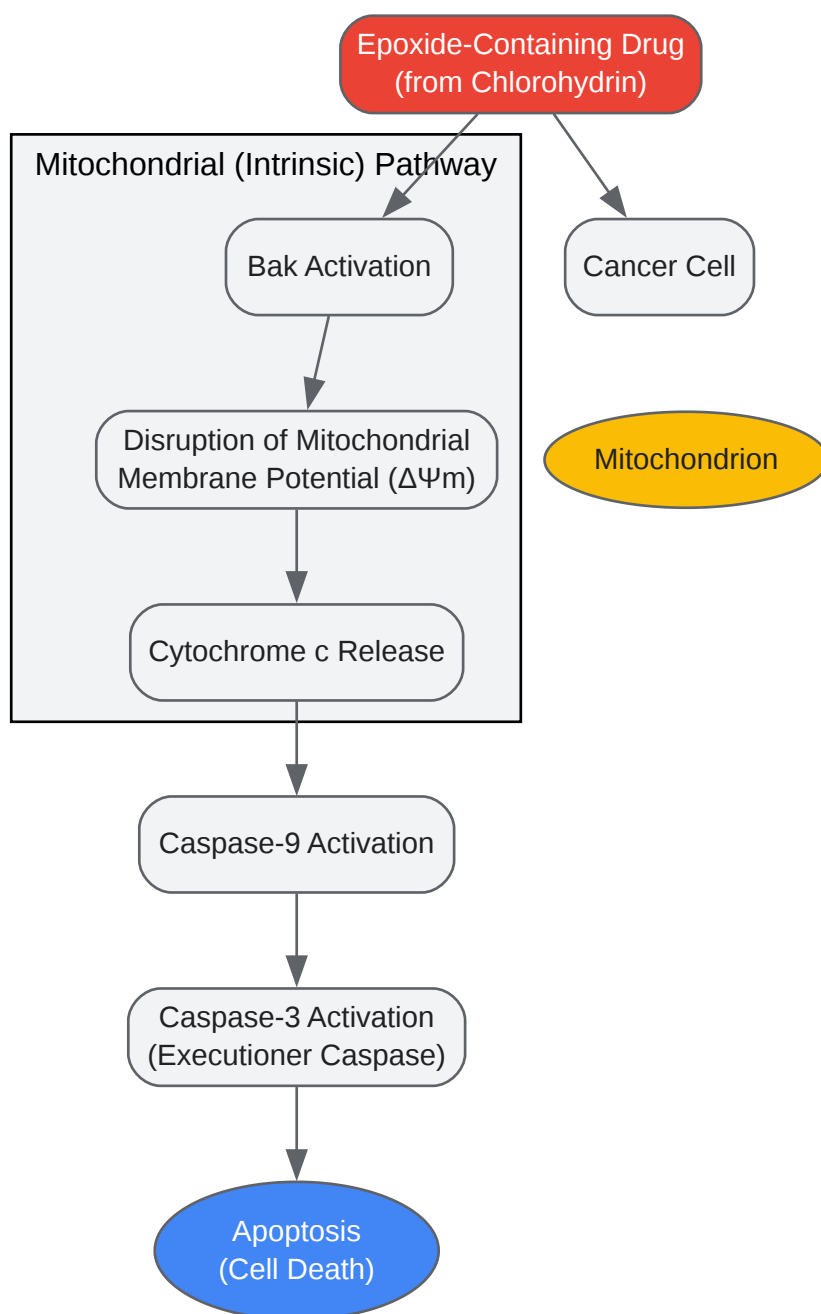 Epoxide-Containing Drug
(from Chlorohydrin)
Mitochondrial (Intrinsic) Pathway
Bak Activation
Cancer Cell
Disruption of Mitochondrial
Membrane Potential (ΔΨm)
Mitochondrion
Cytochrome c Release
Caspase-9 Activation
Caspase-3 Activation
(Executioner Caspase)
Apoptosis
(Cell Death)